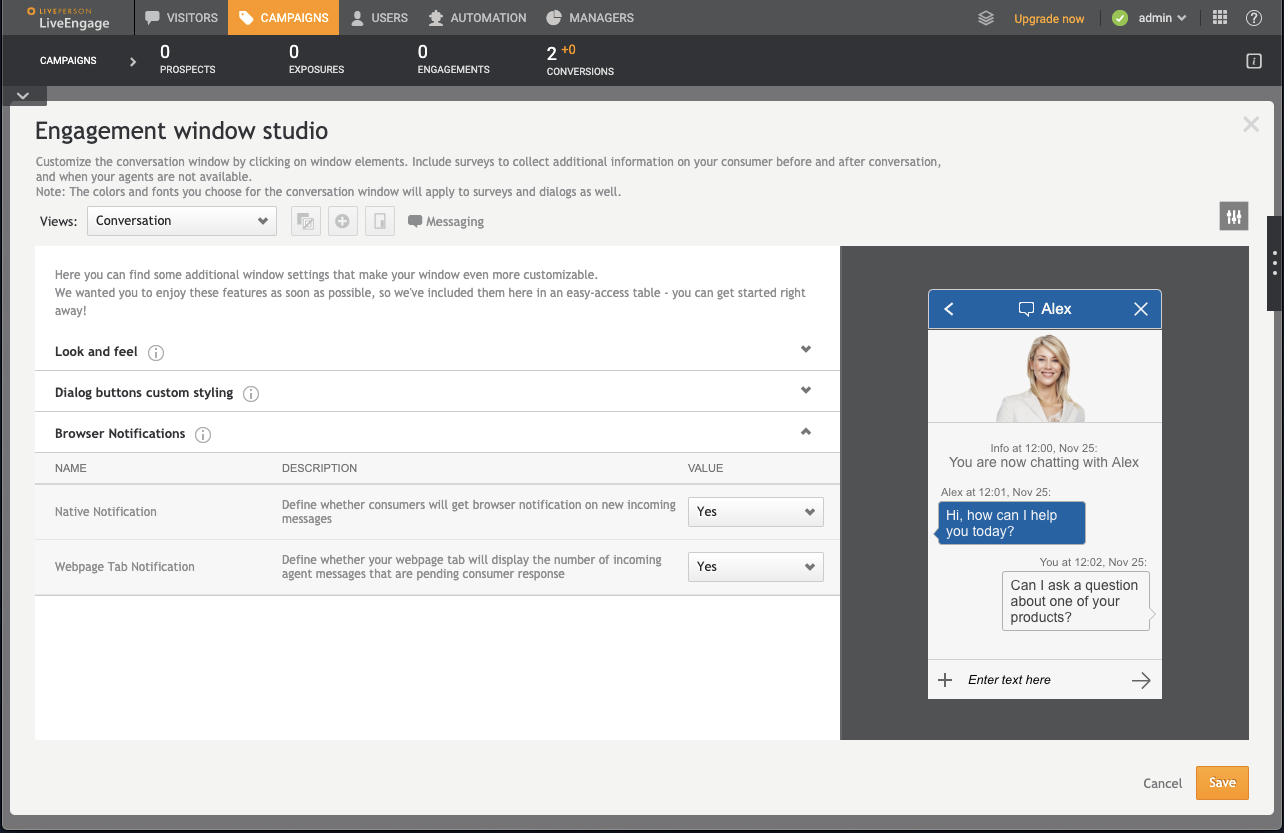 LIVEPERSON
LiveEngage
VISITORS
CAMPAIGNS
USERS
AUTOMATION
MANAGERS
Upgrade now
admin
CAMPAIGNS
0
PROSPECTS
0
EXPOSURES
0
ENGAGEMENTS
2 +0
CONVERSIONS
Engagement window studio
Customize the conversation window by clicking on window elements. Include surveys to collect additional information on your consumer before and after conversation,
and when your agents are not available.
Note: The colors and fonts you choose for the conversation window will apply to surveys and dialogs as well.
Views:
Conversation
Messaging
Here you can find some additional window settings that make your window even more customizable.
We wanted you to enjoy these features as soon as possible, so we've included them here in an easy-access table - you can get started right
away!
Look and feel
Dialog buttons custom styling
Browser Notifications
NAME
DESCRIPTION
VALUE
Native Notification
Define whether consumers will get browser notification on new incoming
messages
Yes
Webpage Tab Notification
Define whether your webpage tab will display the number of incoming
agent messages that are pending consumer response
Yes
Alex
Info at 12:00, Nov 25:
You are now chatting with Alex
Alex at 12:01, Nov 25:
Hi, how can I help
you today?
You at 12:02, Nov 25:
Can I ask a question
about one of your
products?
Enter text here
Cancel
Save